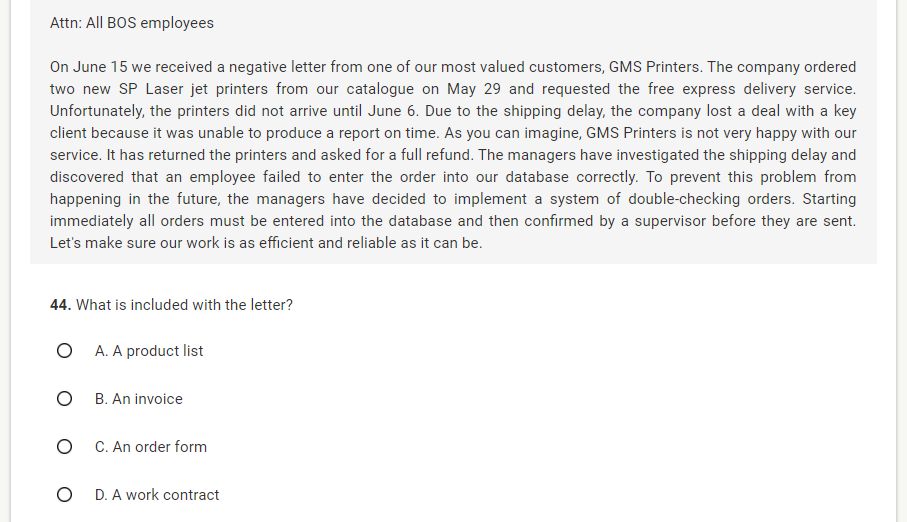 Attn: All BOS employees
On June 15 we received a negative letter from one of our most valued customers, GMS Printers. The company ordered
two new SP Laser jet printers from our catalogue on May 29 and requested the free express delivery service.
Unfortunately, the printers did not arrive until June 6. Due to the shipping delay, the company lost a deal with a key
client because it was unable to produce a report on time. As you can imagine, GMS Printers is not very happy with our
service. It has returned the printers and asked for a full refund. The managers have investigated the shipping delay and
discovered that an employee failed to enter the order into our database correctly. To prevent this problem from
happening in the future, the managers have decided to implement a system of double-checking orders. Starting
immediately all orders must be entered into the database and then confirmed by a supervisor before they are sent.
Let's make sure our work is as efficient and reliable as it can be.
44. What is included with the letter?
A. A product list
B. An invoice
C. An order form
D. A work contract